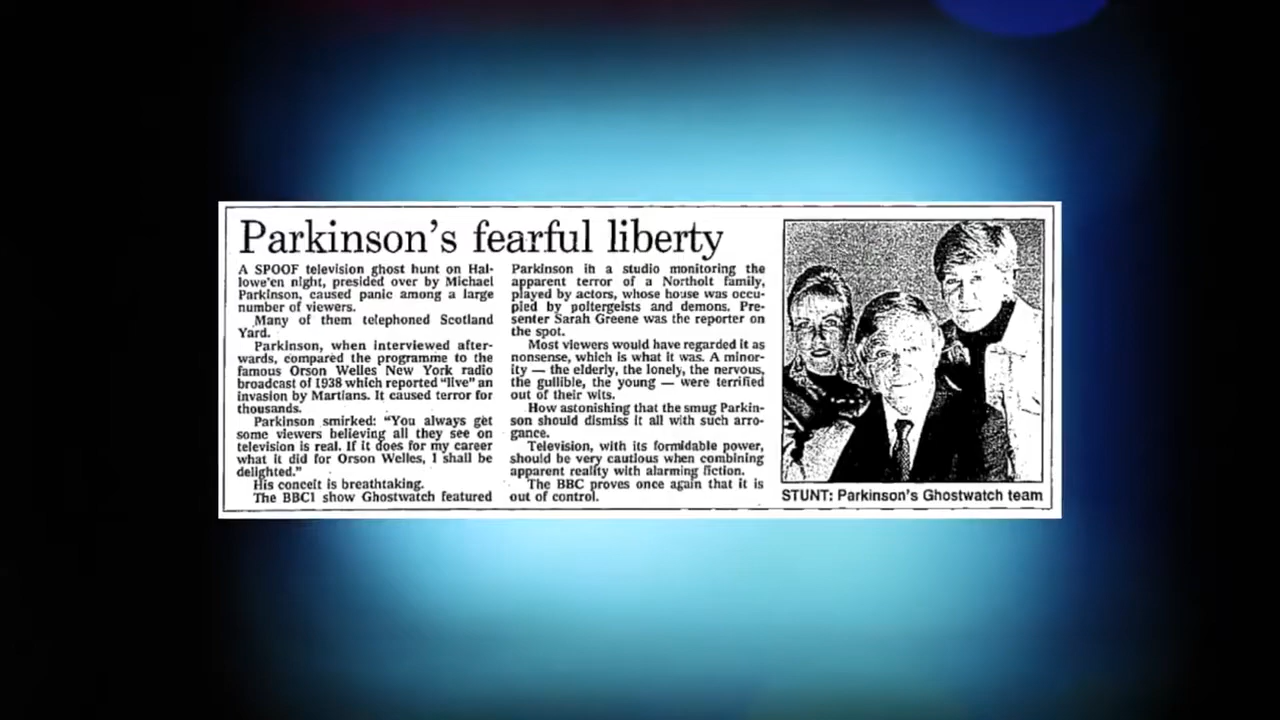 Parkinson's fearful liberty
A SPOOF television ghost hunt on Hal-
lowe'en night, presided over by Michael
Parkinson, caused panic among a large
number of viewers.
Many of them telephoned Scotland
Yard.
Parkinson, when interviewed after-
wards, compared the programme to the
famous Orson Welles New York radio
broadcast of 1938 which reported "live" an
invasion by Martians. It caused terror for
thousands.
Parkinson smirked: "You always get
some viewers believing all they see on
television is real. If it does for my career
what it did for Orson Welles, I shall be
delighted."
His conceit is breathtaking.
The BBC1 show Ghostwatch featured
Parkinson in a studio monitoring the
apparent terror of a Northolt family,
played by actors, whose house was occu-
pied by poltergeists and demons. Pre-
senter Sarah Greene was the reporter on
the spot.
Most viewers would have regarded it as
nonsense, which is what it was. A minor-
ity — the elderly, the lonely, the nervous,
the gullible, the young — were terrified
out of their wits.
How astonishing that the smug Parkin-
son should dismiss it all with such arro-
gance.
Television, with its formidable power,
should be very cautious when combining
apparent reality with alarming fiction.
The BBC proves once again that it is
out of control.
STUNT: Parkinson's Ghostwatch team